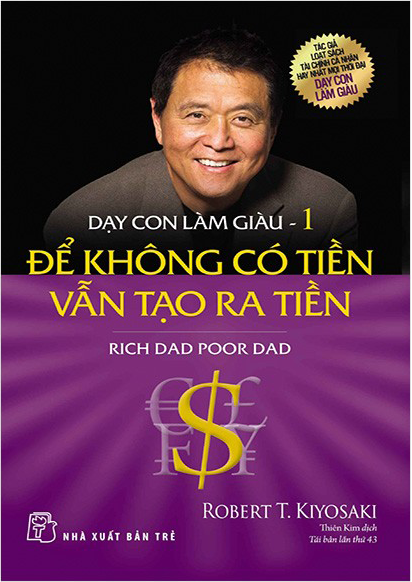 TÁC GIẢ
LOẠT SÁCH
TÀI CHÍNH CÁ NHÂN
HAY NHẤT MỌI THỜI ĐẠI
DẠY CON
LÀM GIÀU
DẠY CON LÀM GIÀU - 1
ĐỂ KHÔNG CÓ TIỀN
VẪN TẠO RA TIỀN
RICH DAD POOR DAD
$
ROBERT T. KIYOSAKI
Thiên Kim dịch
Tái bản lần thứ 43
NHÀ XUẤT BẢN TRẺ